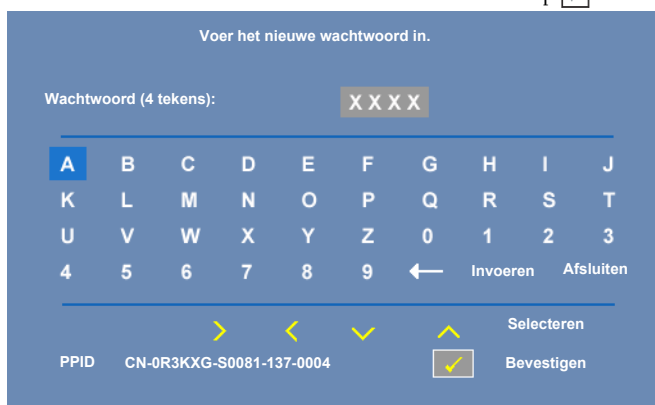 Voer het nieuwe wachtwoord in.
Wachtwoord (4 tekens): X X X X
A B C D E F G H I J
K L M N O P Q R S T
U V W X Y Z 0 1 2 3
4 5 6 7 8 9 ← Invoeren Afsluiten
> < ∨ ∧ Selecteren
PPID CN-0R3KXG-S0081-137-0004 ✓ Bevestigen